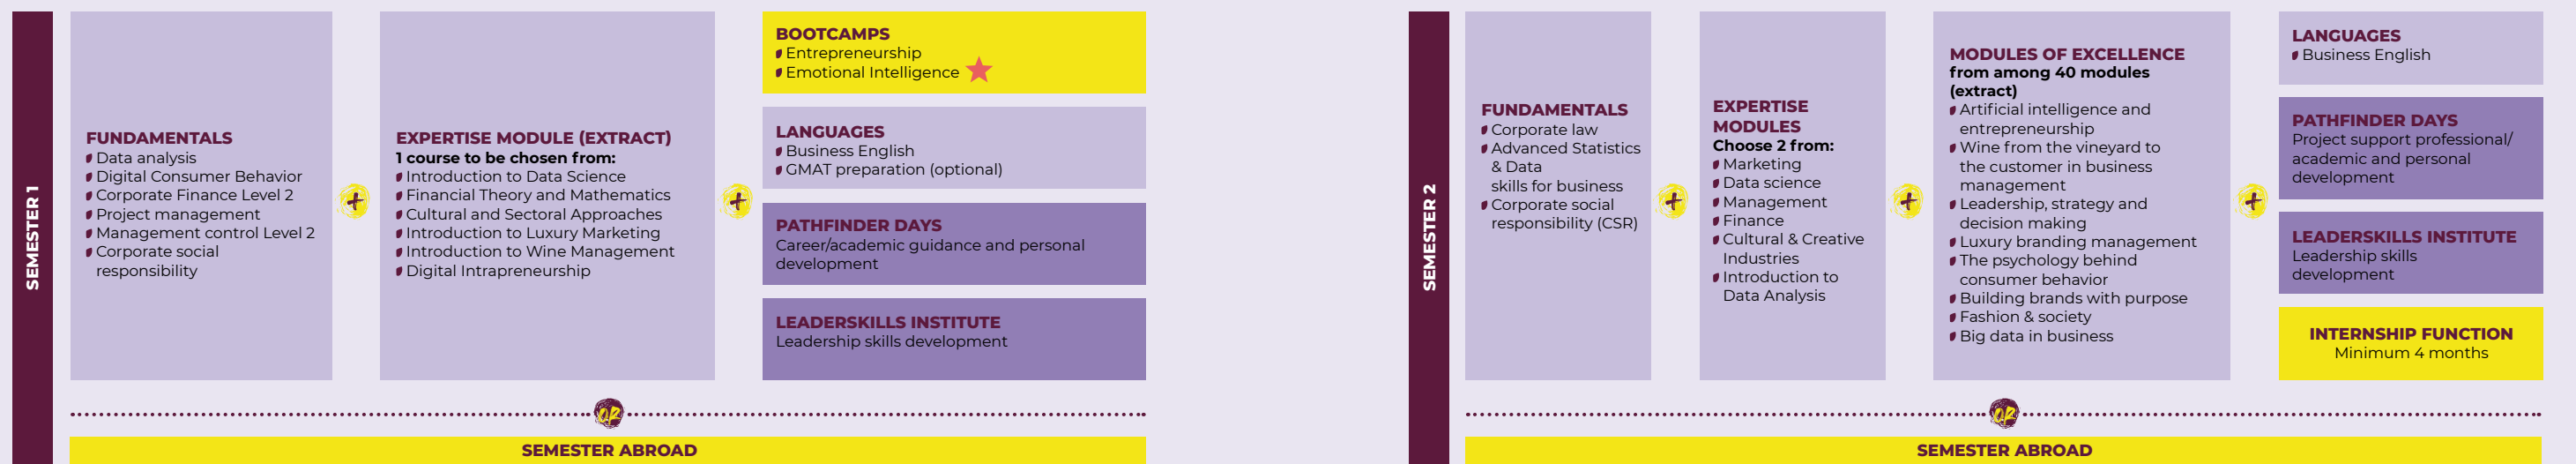 SEMESTER 1
FUNDAMENTALS
Data analysis
Digital Consumer Behavior
Corporate Finance Level 2
Project management
Management control Level 2
Corporate social
responsibility
+
EXPERTISE MODULE (EXTRACT)
1 course to be chosen from:
Introduction to Data Science
Financial Theory and Mathematics
Cultural and Sectoral Approaches
Introduction to Luxury Marketing
Introduction to Wine Management
Digital Intrapreneurship
+
BOOTCAMPS
Entrepreneurship
Emotional Intelligence
LANGUAGES
Business English
GMAT preparation (optional)
PATHFINDER DAYS
Career/academic guidance and personal
development
LEADERSKILLS INSTITUTE
Leadership skills development
OR
SEMESTER ABROAD
SEMESTER 2
FUNDAMENTALS
Corporate law
Advanced Statistics
& Data
skills for business
Corporate social
responsibility (CSR)
+
EXPERTISE
MODULES
Choose 2 from:
Marketing
Data science
Management
Finance
Cultural & Creative
Industries
Introduction to
Data Analysis
+
MODULES OF EXCELLENCE
from among 40 modules
(extract)
Artificial intelligence and
entrepreneurship
Wine from the vineyard to
the customer in business
management
Leadership, strategy and
decision making
Luxury branding management
The psychology behind
consumer behavior
Building brands with purpose
Fashion & society
Big data in business
+
LANGUAGES
Business English
PATHFINDER DAYS
Project support professional/
academic and personal
development
LEADERSKILLS INSTITUTE
Leadership skills
development
INTERNSHIP FUNCTION
Minimum 4 months
OR
SEMESTER ABROAD